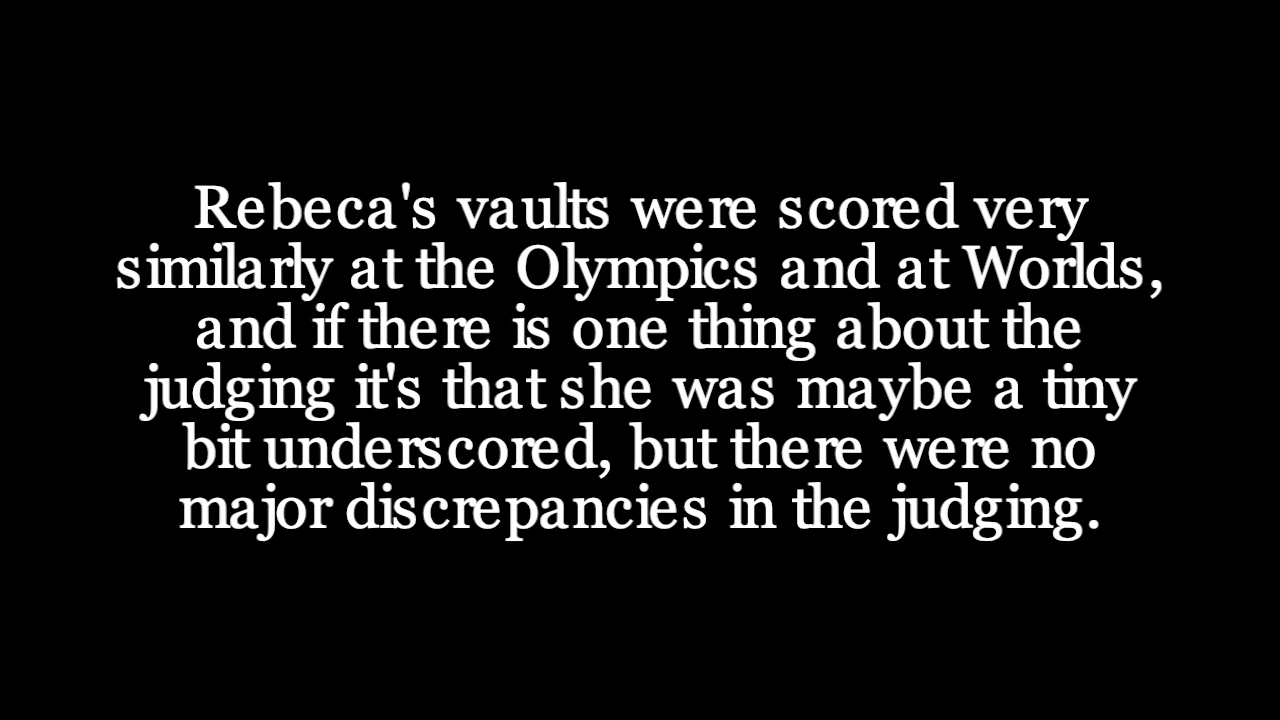 Rebeca's vaults were scored very
similarly at the Olympics and at Worlds,
and if there is one thing about the
judging it's that she was maybe a tiny
bit underscored, but there were no
major discrepancies in the judging.